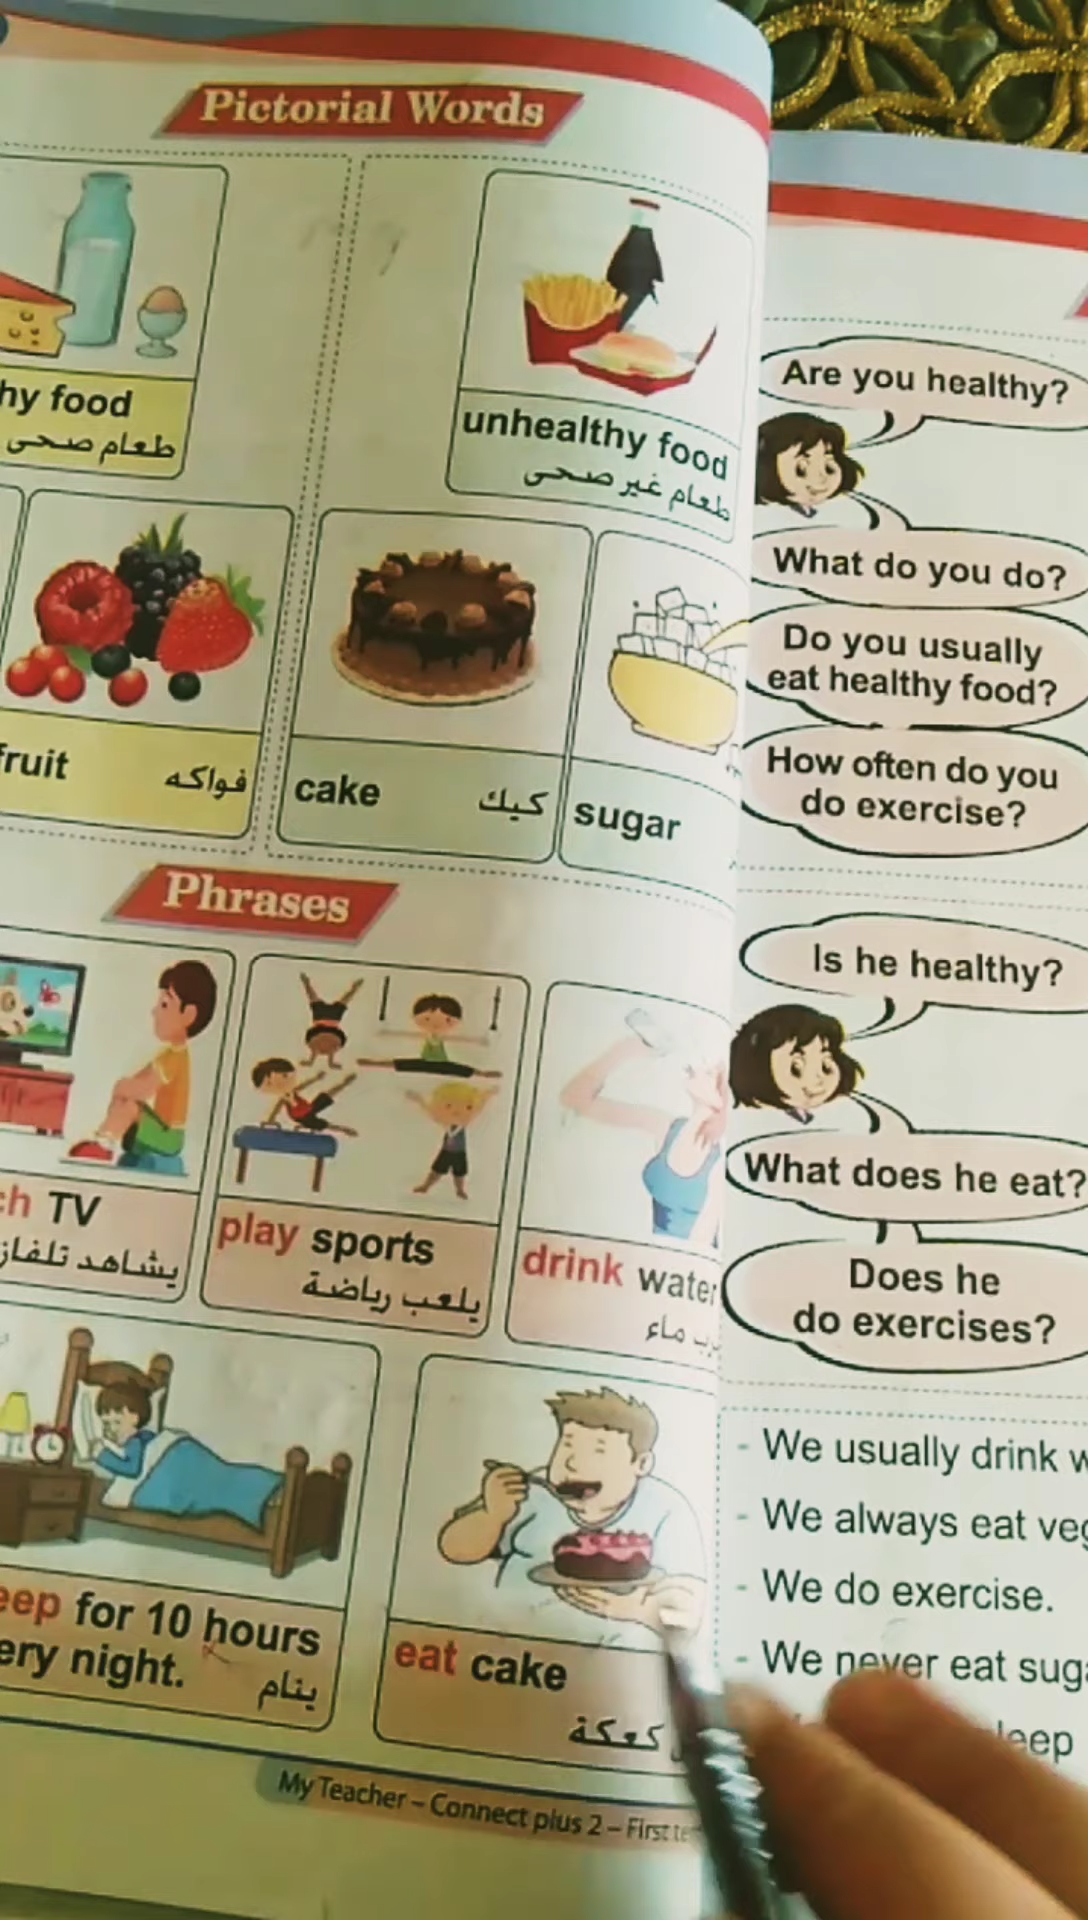 Pictorial Words
food
طعام صحى
unhealthy food
طعام غير صحى
fruit
فواكه
cake
كيك
sugar
Phrases
TV
يشاهد تلفاز
play sports
يلعب رياضة
drink water
ماء
for 10 hours
night.
ينام
eat cake
كعكة
My Teacher – Connect plus 2 – First
Are you healthy?
What do you do?
Do you usually
eat healthy food?
How often do you
do exercise?
Is he healthy?
What does he eat?
Does he
do exercises?
- We usually drink
- We always eat
- We do exercise.
- We never eat